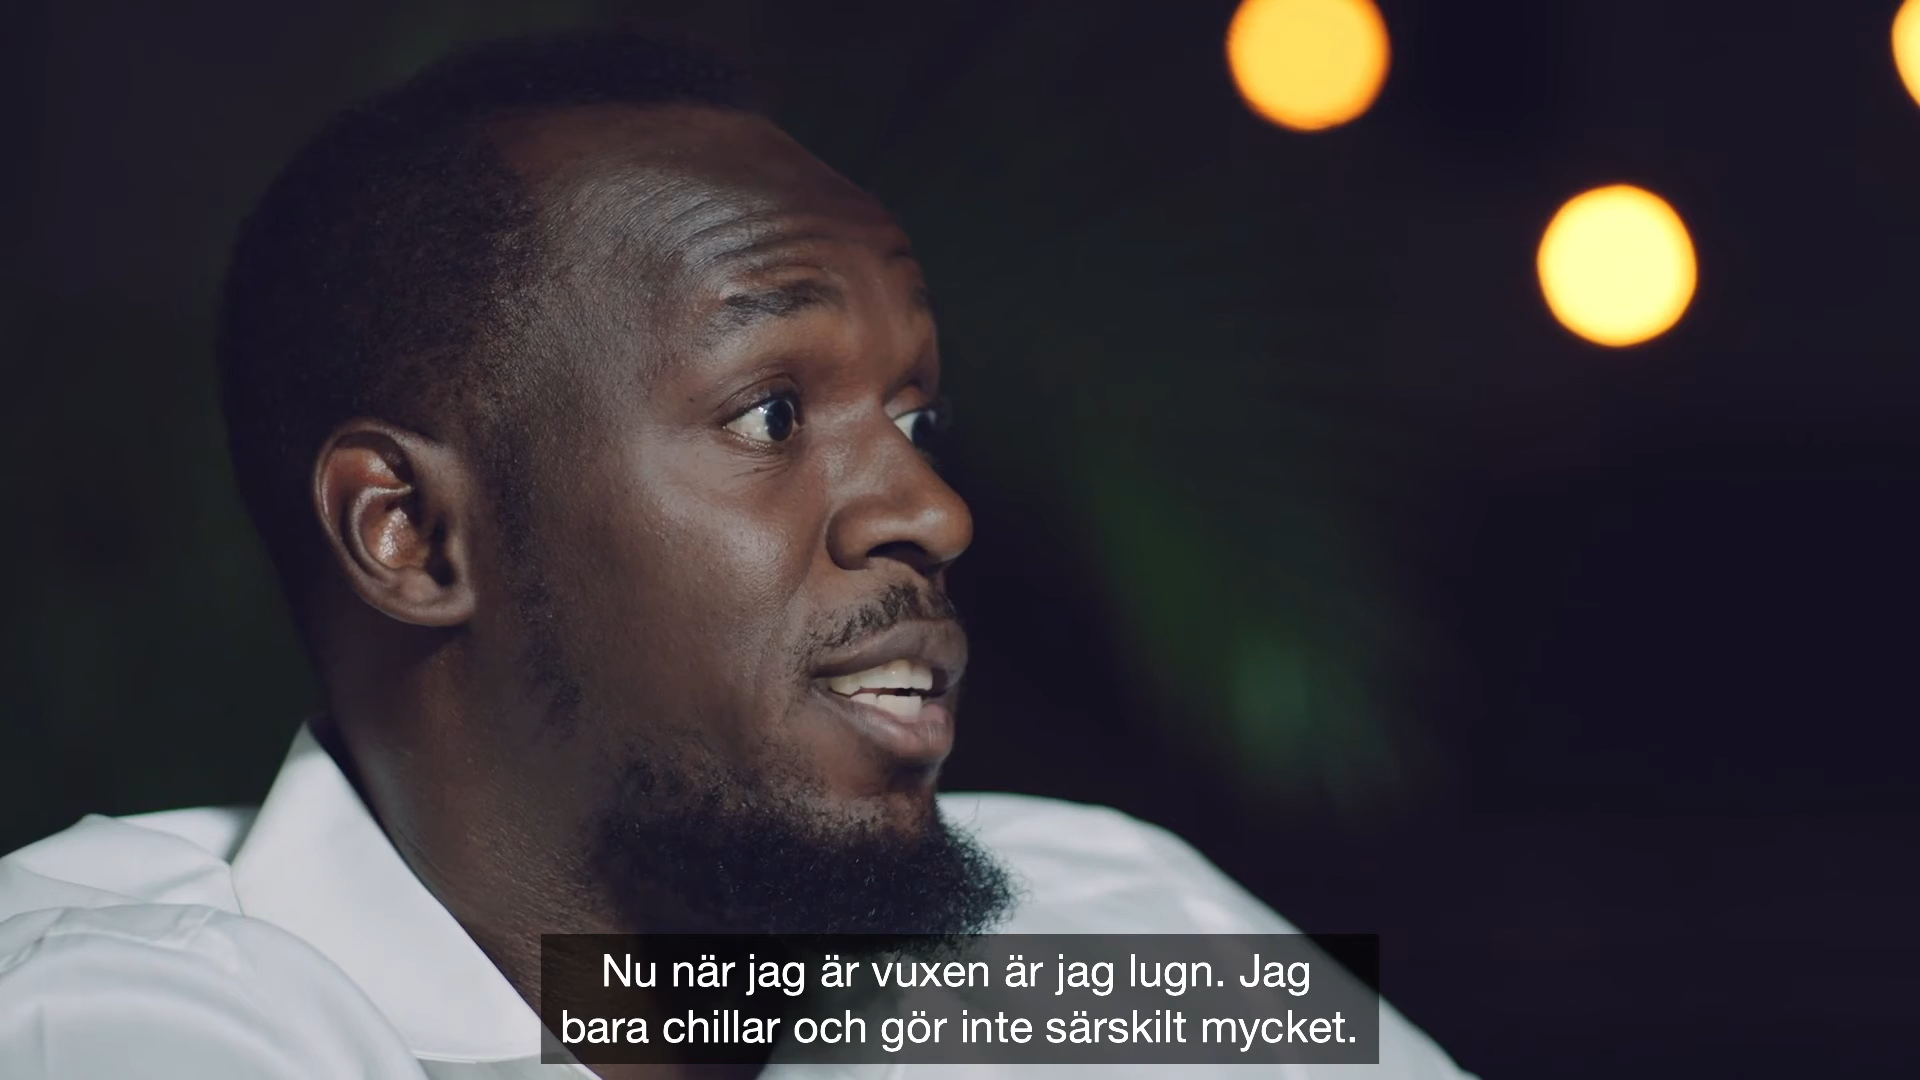 Nu när jag är vuxen är jag lugn. Jag
bara chillar och gör inte särskilt mycket.